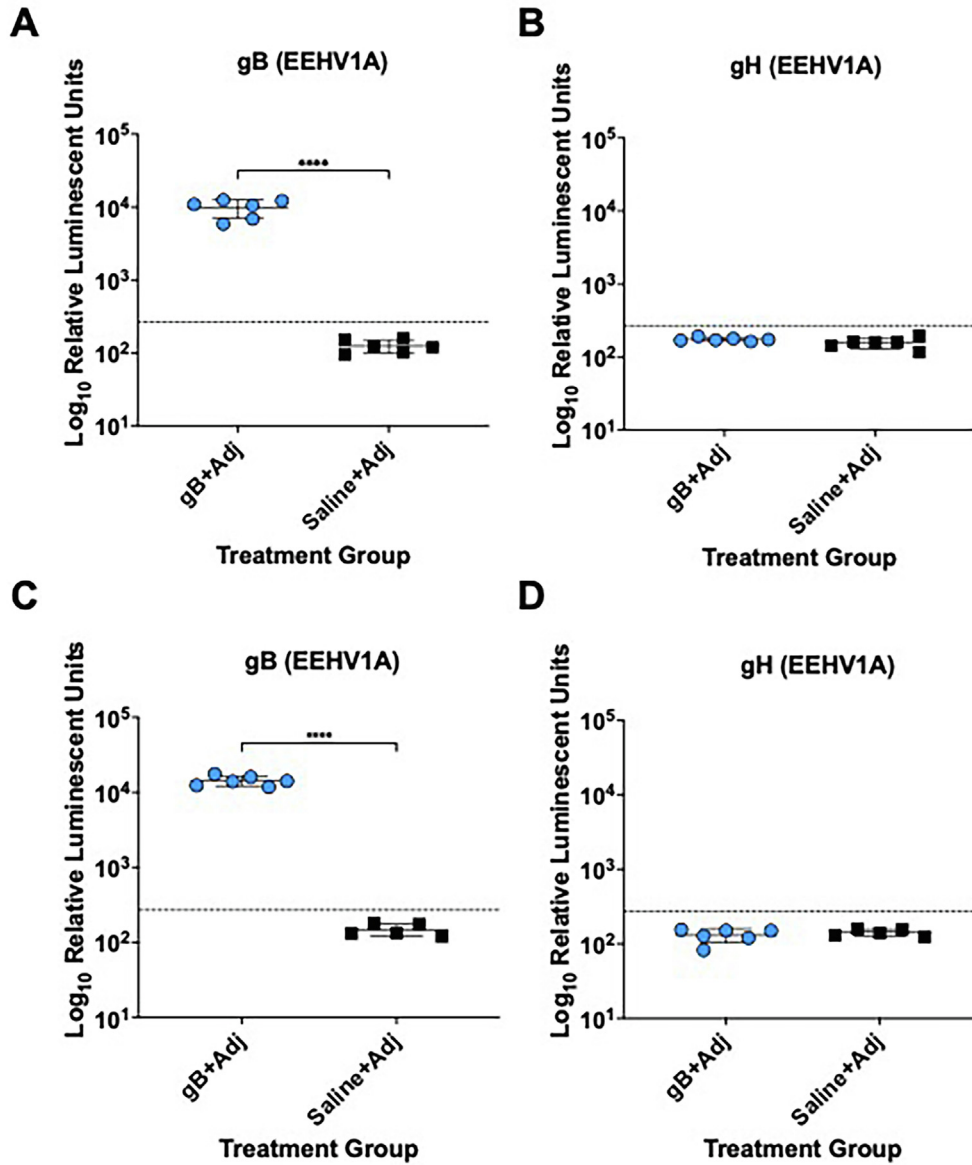 A
gB (EEHV1A)
Log10 Relative Luminescent Units
10^5
10^4
10^3
10^2
10^1
****
gB+Adj
Saline+Adj
Treatment Group
B
gH (EEHV1A)
Log10 Relative Luminescent Units
10^5
10^4
10^3
10^2
10^1
gB+Adj
Saline+Adj
Treatment Group
C
gB (EEHV1A)
Log10 Relative Luminescent Units
10^5
10^4
10^3
10^2
10^1
****
gB+Adj
Saline+Adj
Treatment Group
D
gH (EEHV1A)
Log10 Relative Luminescent Units
10^5
10^4
10^3
10^2
10^1
gB+Adj
Saline+Adj
Treatment Group